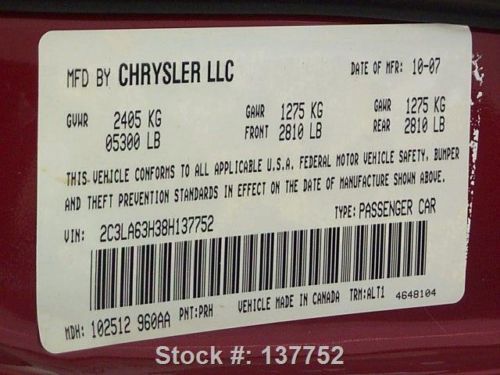 MFD BY CHRYSLER LLC DATE OF MFR: 10-07
GVWR 2405 KG GAWR 1275 KG GAWR 1275 KG
05300 LB FRONT 2810 LB REAR 2810 LB
THIS VEHICLE CONFORMS TO ALL APPLICABLE U.S.A. FEDERAL MOTOR VEHICLE SAFETY, BUMPER
AND THEFT PREVENTION STANDARDS IN EFFECT ON THE DATE OF MANUFACTURE SHOWN ABOVE.
VIN: 2C3LA63H38H137752 TYPE: PASSENGER CAR
MDH: 102512 960AA PNT:PRH VEHICLE MADE IN CANADA TRM:ALT1 4648104
Stock #: 137752